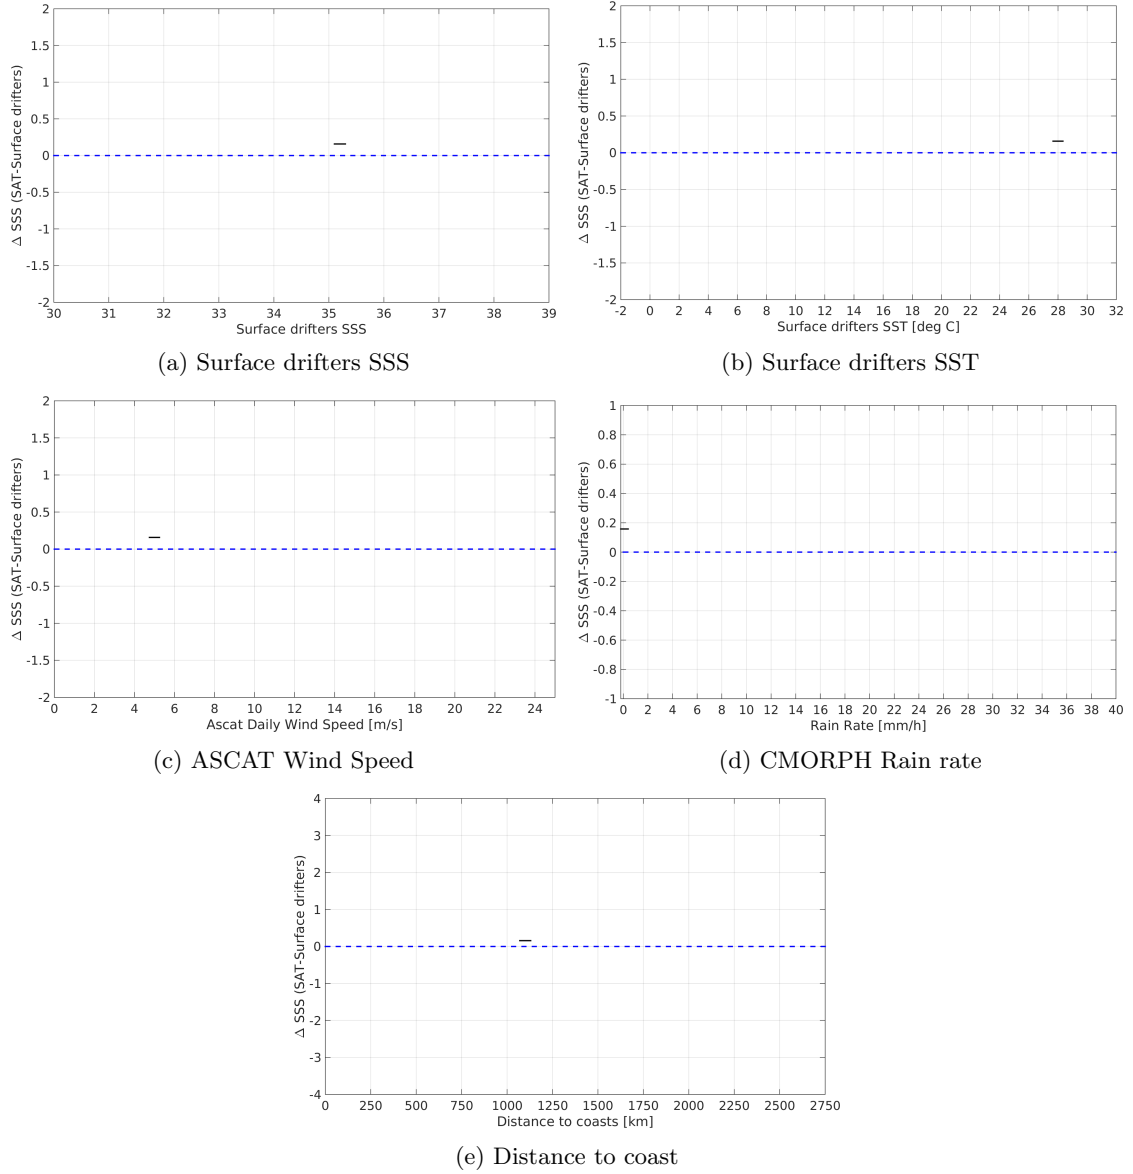 2
1.5
1
0.5
0
-0.5
-1
-1.5
-2
Δ SSS (SAT-Surface drifters)
30 31 32 33 34 35 36 37 38 39
Surface drifters SSS
(a) Surface drifters SSS
2
1.5
1
0.5
0
-0.5
-1
-1.5
-2
Δ SSS (SAT-Surface drifters)
-2 0 2 4 6 8 10 12 14 16 18 20 22 24 26 28 30 32
Surface drifters SST [deg C]
(b) Surface drifters SST
2
1.5
1
0.5
0
-0.5
-1
-1.5
-2
Δ SSS (SAT-Surface drifters)
0 2 4 6 8 10 12 14 16 18 20 22 24
Ascat Daily Wind Speed [m/s]
(c) ASCAT Wind Speed
1
0.8
0.6
0.4
0.2
0
-0.2
-0.4
-0.6
-0.8
-1
Δ SSS (SAT-Surface drifters)
0 2 4 6 8 10 12 14 16 18 20 22 24 26 28 30 32 34 36 38 40
Rain Rate [mm/h]
(d) CMORPH Rain rate
4
3
2
1
0
-1
-2
-3
-4
Δ SSS (SAT-Surface drifters)
0 250 500 750 1000 1250 1500 1750 2000 2250 2500 2750
Distance to coasts [km]
(e) Distance to coast